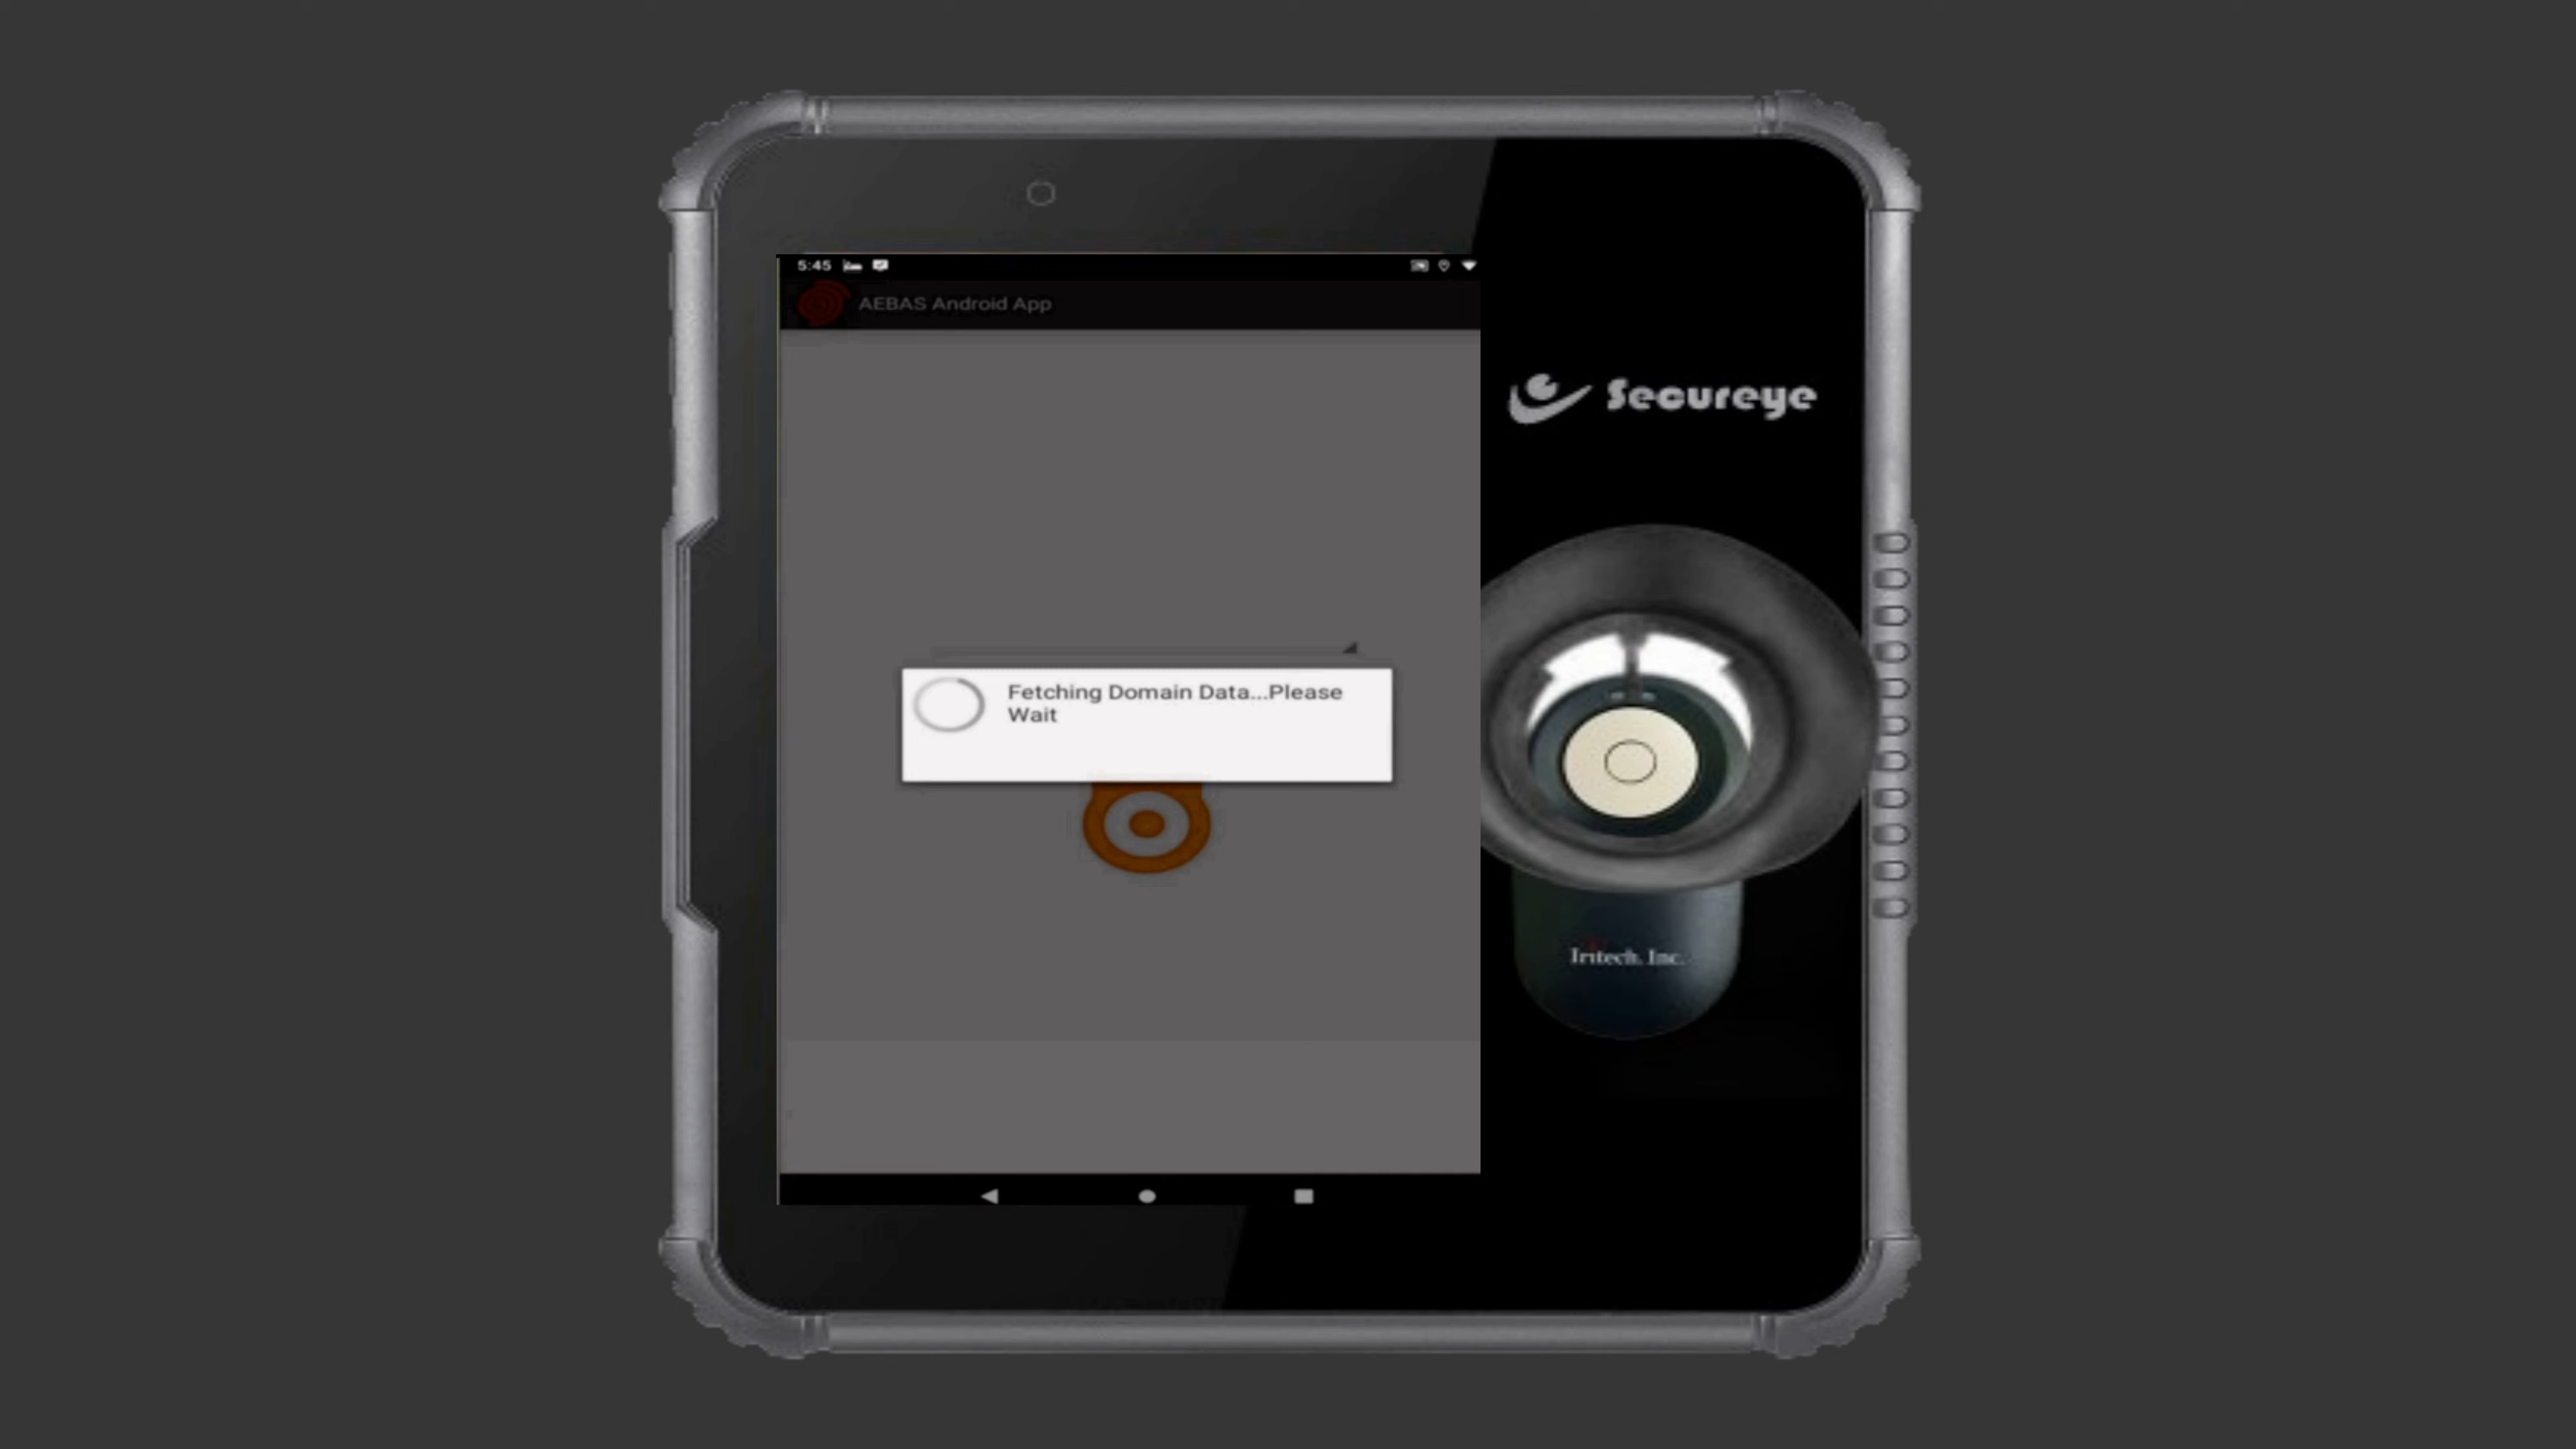 5:45
AEBAS Android App
Secureye
Fetching Domain Data...Please
Wait
Iritech, Inc.